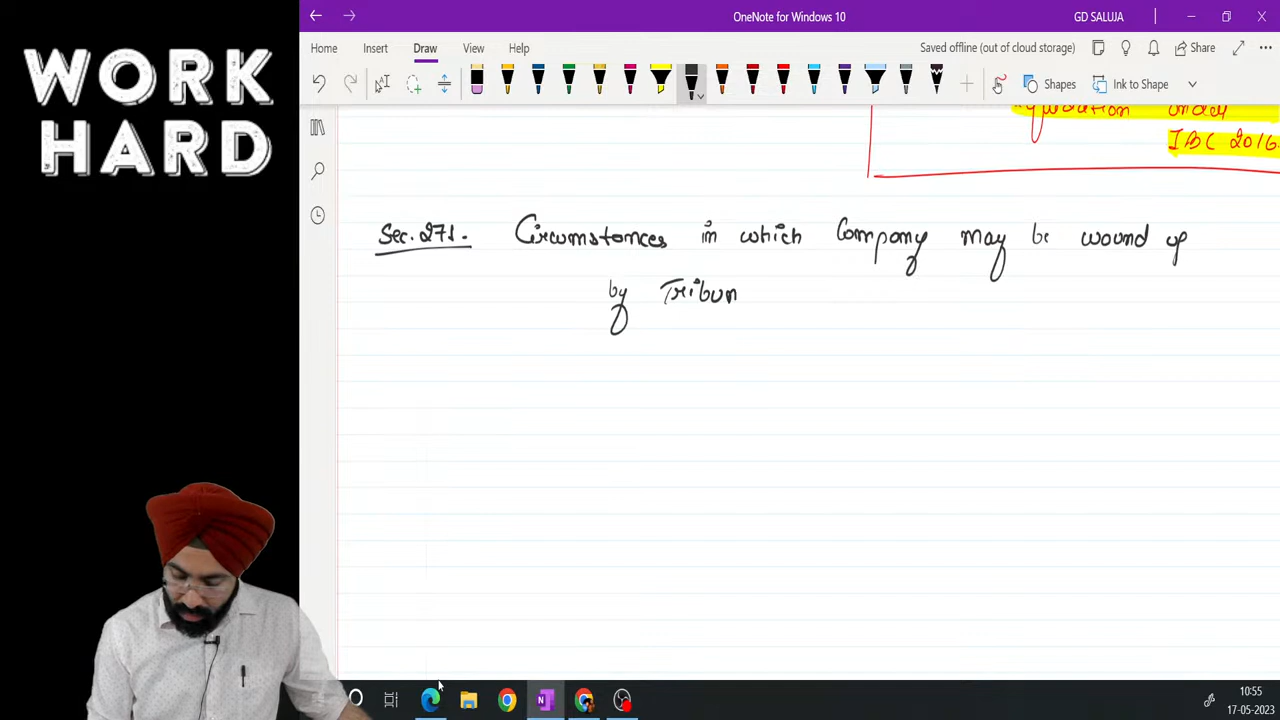 WORK
HARD
OneNote for Windows 10
GD SALUJA
Home Insert Draw View Help
Saved offline (out of cloud storage)
Share
Shapes
Ink to Shape
under
IBC 2016.
Sec. 271. Circumstances in which Company may be wound up
by Tribun
10:55
17-05-2023